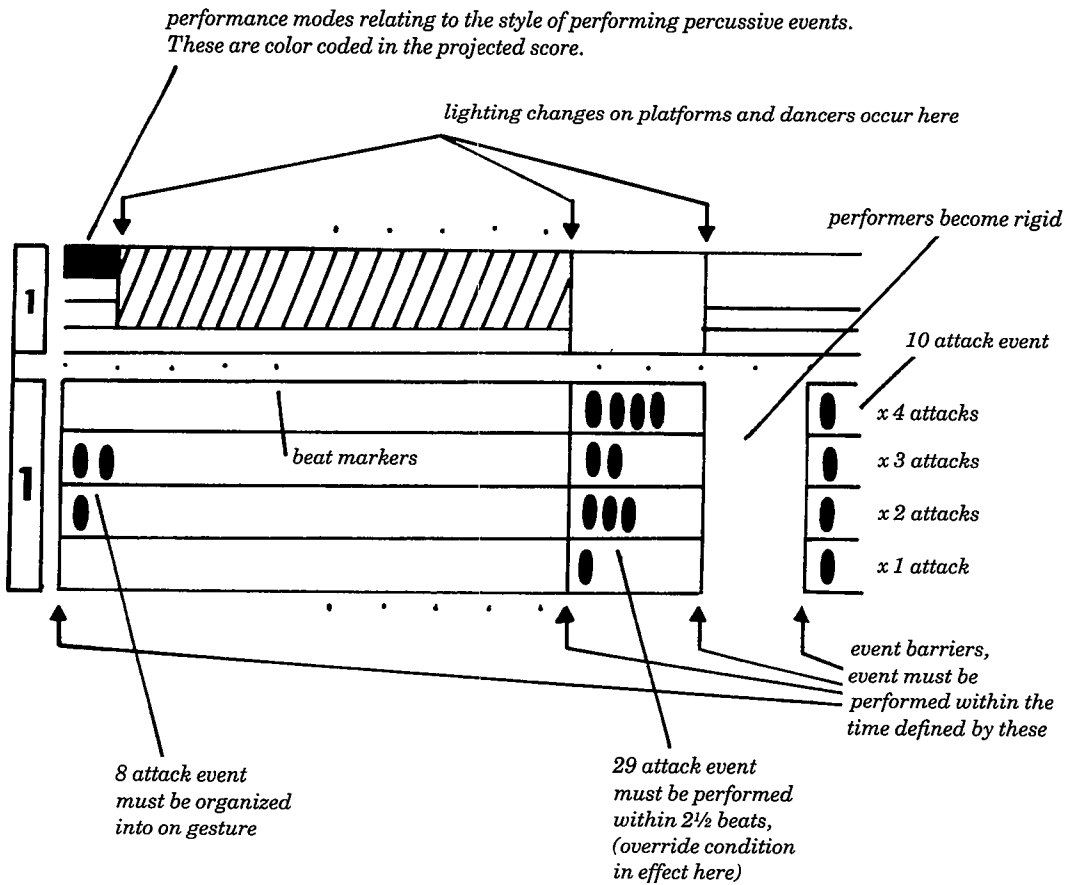 performance modes relating to the style of performing percussive events.
These are color coded in the projected score.
lighting changes on platforms and dancers occur here
performers become rigid
1
10 attack event
x 4 attacks
beat markers
x 3 attacks
1
x 2 attacks
x 1 attack
event barriers,
event must be
performed within the
time defined by these
8 attack event
must be organized
into on gesture
29 attack event
must be performed
within 2½ beats,
(override condition
in effect here)